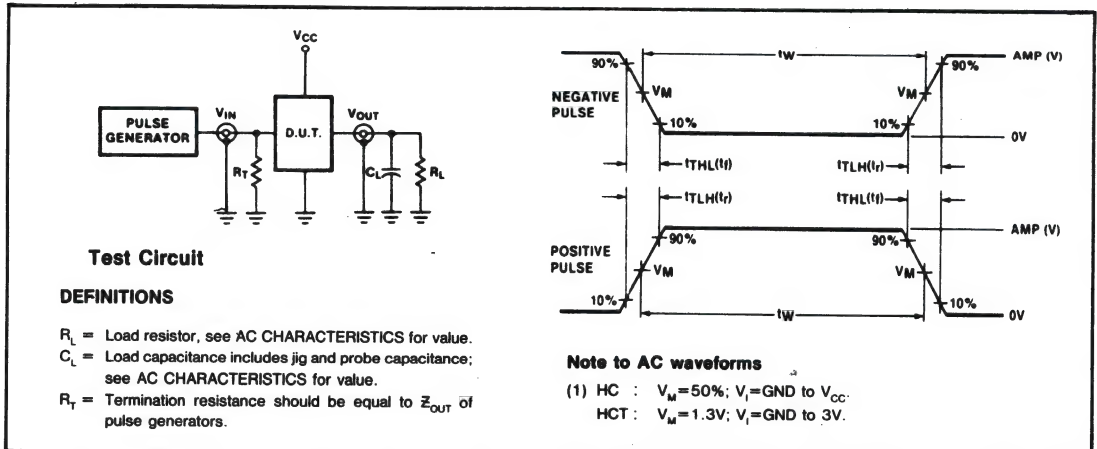 VCC
PULSE
GENERATOR
VIN
D.U.T.
VOUT
RT
CL
RL
Test Circuit
DEFINITIONS
RL = Load resistor, see AC CHARACTERISTICS for value.
CL = Load capacitance includes jig and probe capacitance;
see AC CHARACTERISTICS for value.
RT = Termination resistance should be equal to ZOUT of
pulse generators.
tW
AMP (V)
90%
90%
NEGATIVE
PULSE
VM
VM
10%
10%
0V
tTHL(tf)
tTLH(tr)
tTLH(tr)
tTHL(tf)
AMP (V)
90%
90%
POSITIVE
PULSE
VM
VM
10%
10%
tW
0V
Note to AC waveforms
(1) HC : VM=50%; VI=GND to VCC.
HCT : VM=1.3V; VI=GND to 3V.